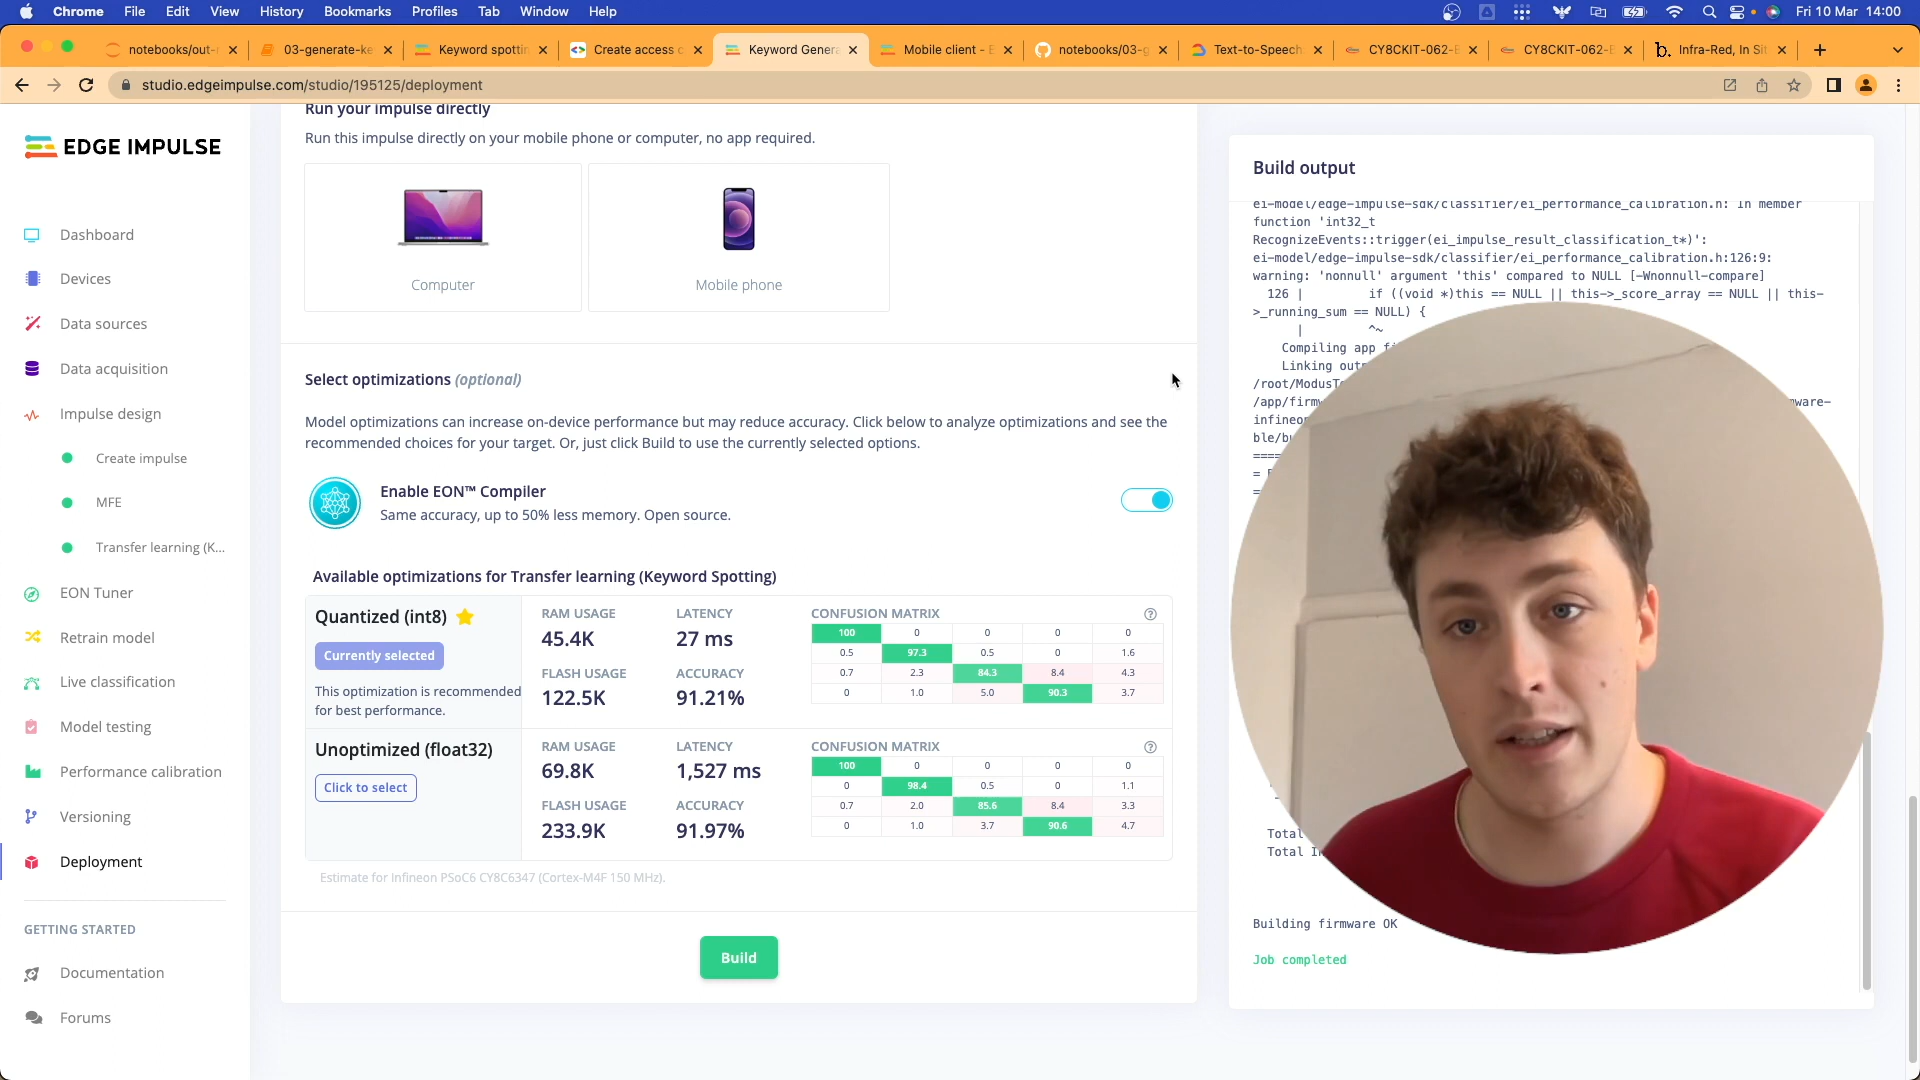 Chrome File Edit View History Bookmarks Profiles Tab Window Help Fri 10 Mar 14:00
notebooks/out- 03-generate-ke Keyword spottin Create access c Keyword Genera Mobile client - E notebooks/03-g Text-to-Speech CY8CKIT-062- CY8CKIT-062- b. Infra-Red, In Sit
studio.edgeimpulse.com/studio/195125/deployment
EDGE IMPULSE
Dashboard
Devices
Data sources
Data acquisition
Impulse design
Create impulse
MFE
Transfer learning (K...
EON Tuner
Retrain model
Live classification
Model testing
Performance calibration
Versioning
Deployment
GETTING STARTED
Documentation
Forums
Run your impulse directly
Run this impulse directly on your mobile phone or computer, no app required.
Computer Mobile phone
Select optimizations (optional)
Model optimizations can increase on-device performance but may reduce accuracy. Click below to analyze optimizations and see the
recommended choices for your target. Or, just click Build to use the currently selected options.
Enable EON™ Compiler
Same accuracy, up to 50% less memory. Open source.
Available optimizations for Transfer learning (Keyword Spotting)
Quantized (int8)
Currently selected
This optimization is recommended
for best performance.
RAM USAGE LATENCY
45.4K 27 ms
FLASH USAGE ACCURACY
122.5K 91.21%
CONFUSION MATRIX
100 0 0 0 0
0.5 97.3 0.5 0 1.6
0.7 2.3 84.3 8.4 4.3
0 1.0 5.0 90.3 3.7
Unoptimized (float32)
Click to select
RAM USAGE LATENCY
69.8K 1,527 ms
FLASH USAGE ACCURACY
233.9K 91.97%
CONFUSION MATRIX
100 0 0 0 0
0 98.4 0.5 0 1.1
0.7 2.0 85.6 8.4 3.3
0 1.0 3.7 90.6 4.7
Estimate for Infineon PSoC6 CY8C6347 (Cortex-M4F 150 MHz).
Build
Build output
ei-model/edge-impulse-sdk/classifier/ei_performance_calibration.h: In member
function 'int32_t
RecognizeEvents::trigger(ei_impulse_result_classification_t*)':
ei-model/edge-impulse-sdk/classifier/ei_performance_calibration.h:126:9:
warning: 'nonnull' argument 'this' compared to NULL [-Wnonnull-compare]
126 | if ((void *)this == NULL || this->_score_array == NULL || this-
>_running_sum == NULL) {
| ^~
Compiling app fi
Linking outp
/root/ModusTo
/app/firmw ware-
infineon
ble/bu
====
=
=
Total
Total In
Building firmware OK
Job completed